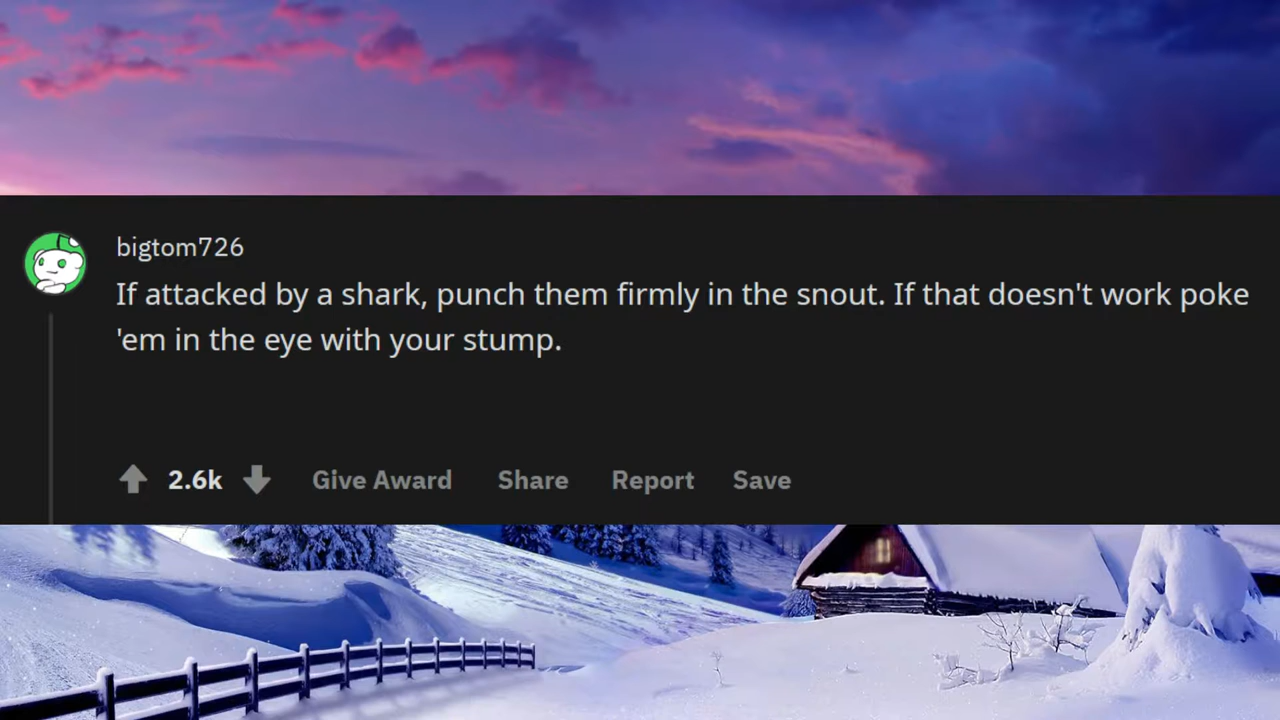 bigtom726
If attacked by a shark, punch them firmly in the snout. If that doesn't work poke
'em in the eye with your stump.
2.6k Give Award Share Report Save